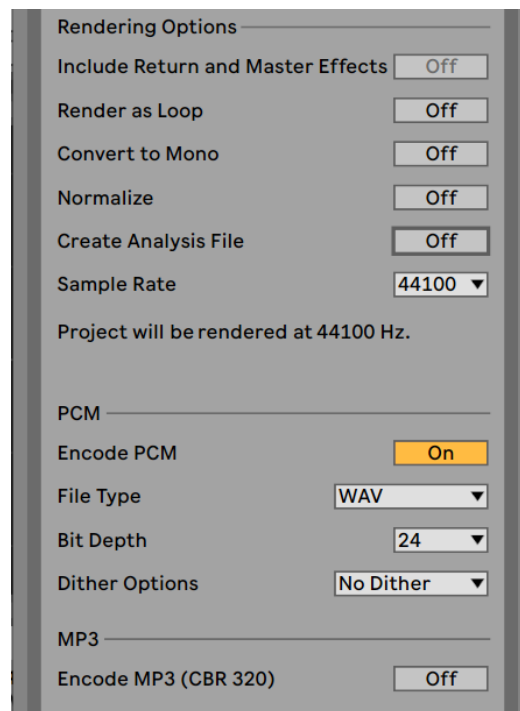 Rendering Options
Include Return and Master Effects Off
Render as Loop Off
Convert to Mono Off
Normalize Off
Create Analysis File Off
Sample Rate 44100
Project will be rendered at 44100 Hz.
PCM
Encode PCM On
File Type WAV
Bit Depth 24
Dither Options No Dither
MP3
Encode MP3 (CBR 320) Off